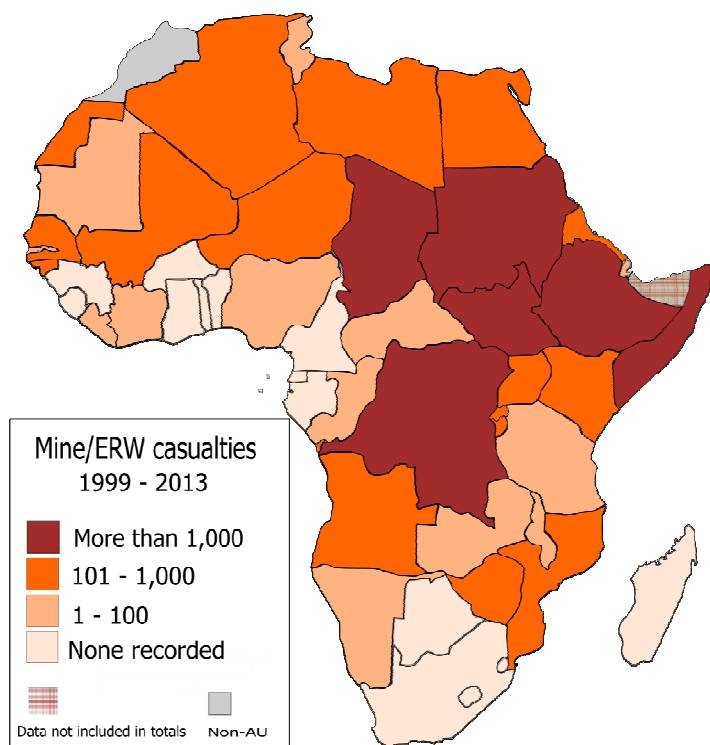 Mine/ERW casualties
1999 - 2013
More than 1,000
101 - 1,000
1 - 100
None recorded
Data not included in totals Non-AU